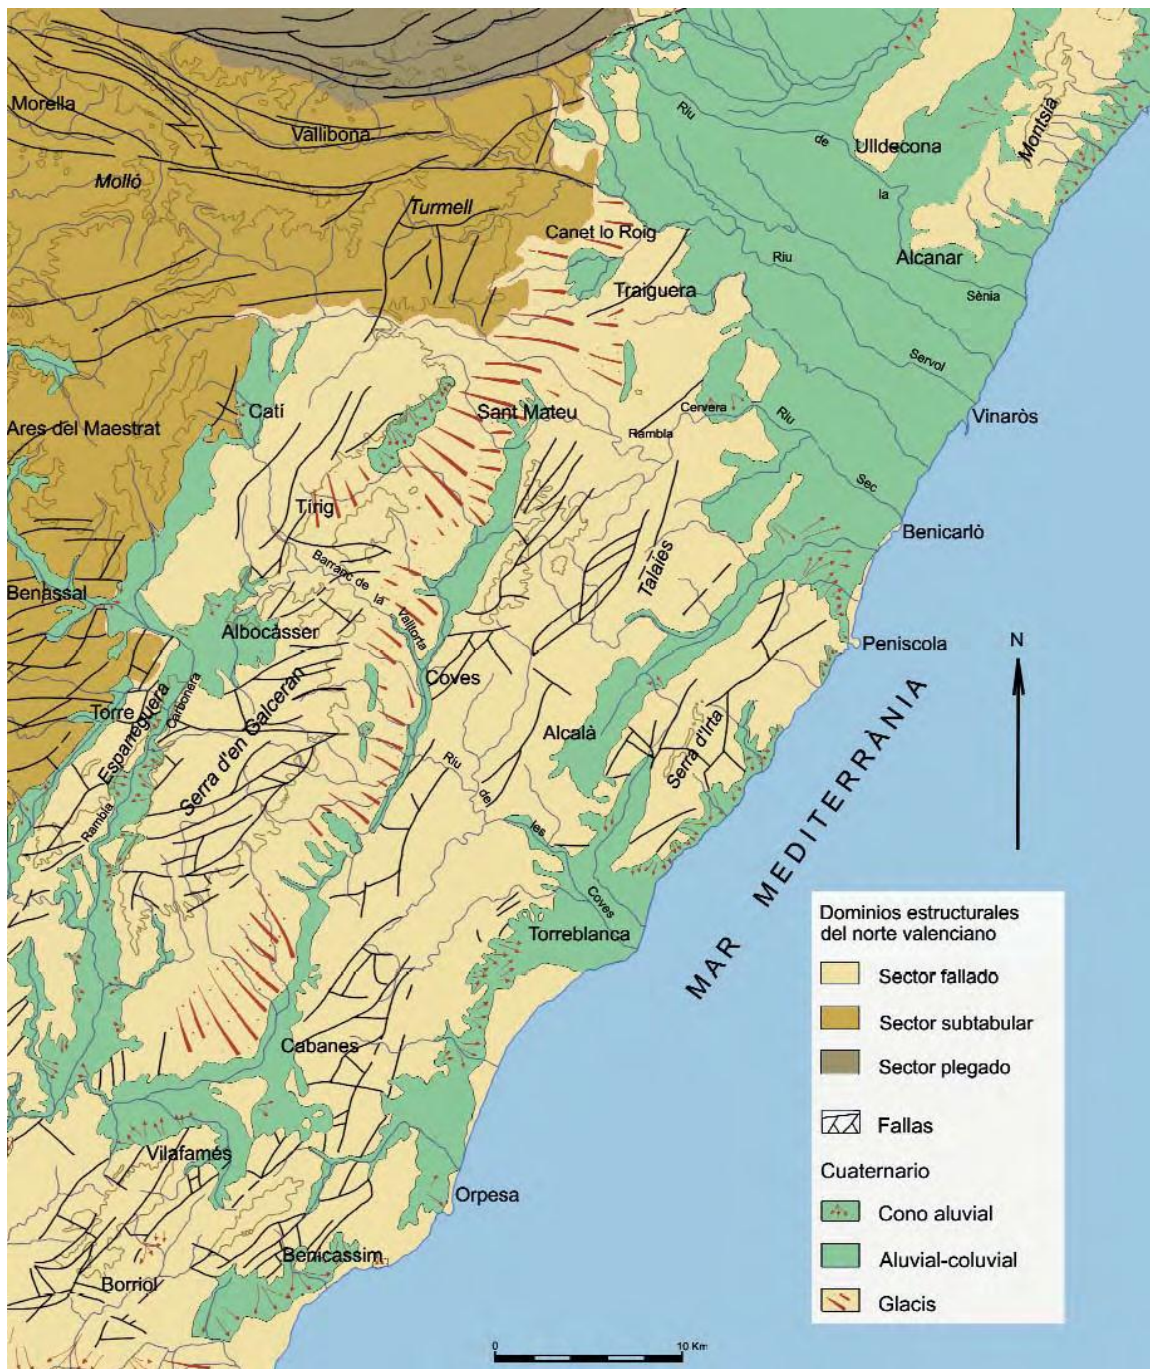 Morella
Vallibona
Molló
Turmell
Riu
de
la
Sènia
Ulldecona
Montsià
Canet lo Roig
Alcanar
Traiguera
Riu
Servol
Catí
Sant Mateu
Cervera
Rambla
Riu
Sec
Vinaròs
Ares del Maestrat
Tírig
Benicarló
Barranc de
la
Valltorta
Talaies
Benassal
Albocàsser
Peníscola
N
Coves
Torre
Espaneguera
Rambla
Carbonera
Serra d'en Galceran
Alcalà
Serra d'Irta
Riu
de
les
Coves
MAR MEDITERRÀNIA
Torreblanca
Cabanes
Vilafamés
Orpesa
Benicàssim
Borriol
Dominios estructurales
del norte valenciano
Sector fallado
Sector subtabular
Sector plegado
Fallas
Cuaternario
Cono aluvial
Aluvial-coluvial
Glacis
0
10 Km